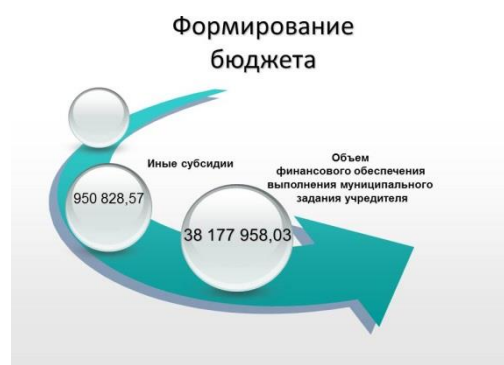 Формирование
бюджета
Иные субсидии
950 828,57
Объем
финансового обеспечения
выполнения муниципального
задания учредителя
38 177 958,03